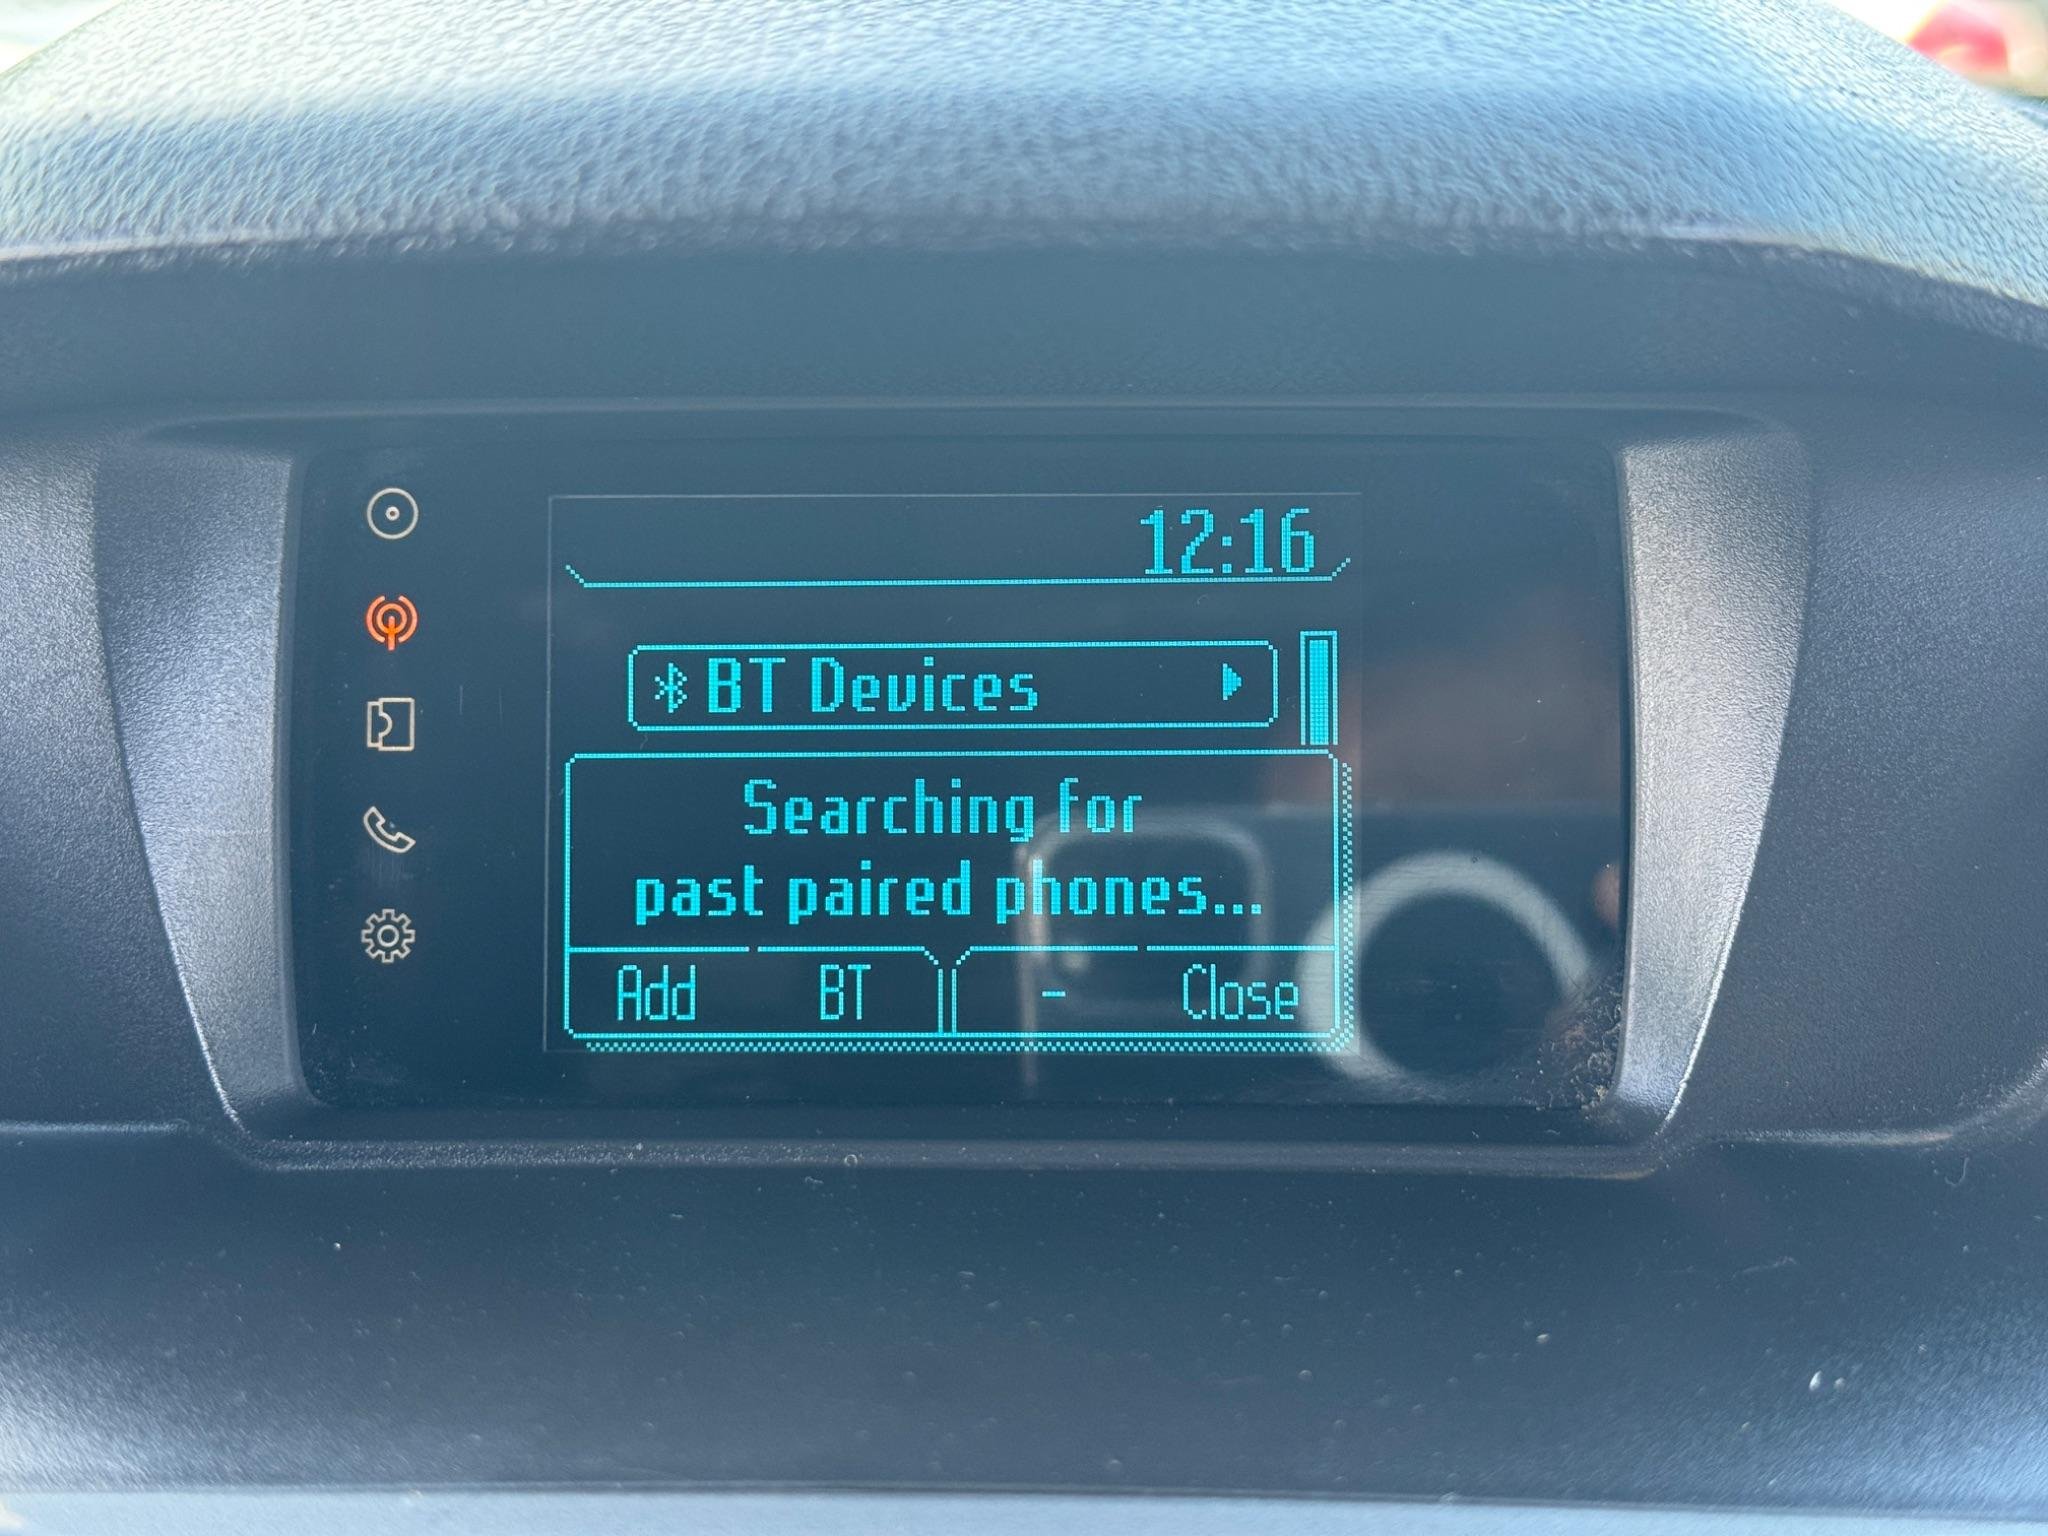 12:16
BT Devices
Searching for
past paired phones...
Add BT - Close